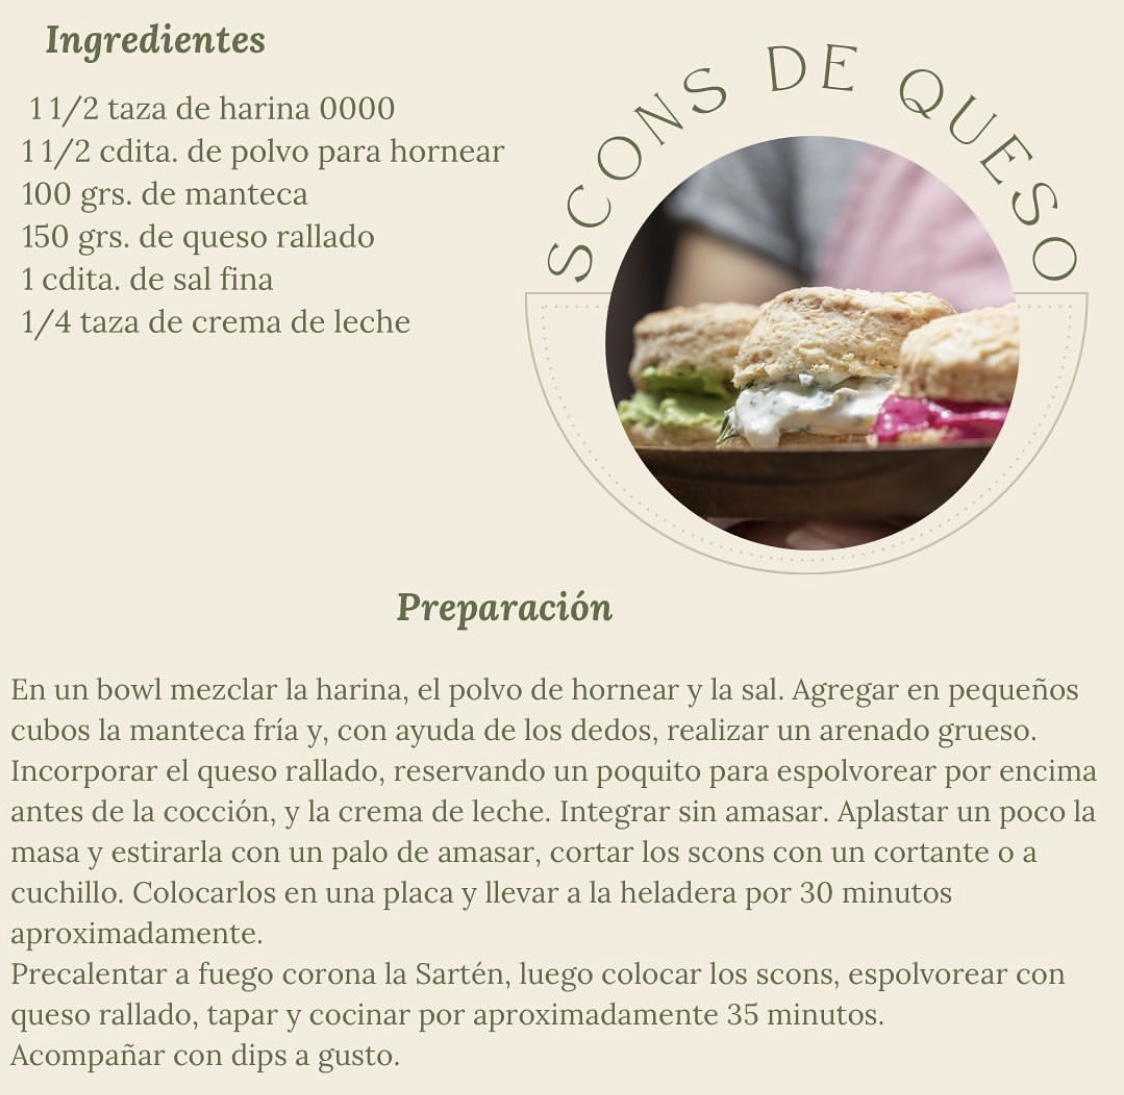 SCONS DE QUESO
Ingredientes
1 1/2 taza de harina 0000
1 1/2 cdita. de polvo para hornear
100 grs. de manteca
150 grs. de queso rallado
1 cdita. de sal fina
1/4 taza de crema de leche
Preparación
En un bowl mezclar la harina, el polvo de hornear y la sal. Agregar en pequeños
cubos la manteca fría y, con ayuda de los dedos, realizar un arenado grueso.
Incorporar el queso rallado, reservando un poquito para espolvorear por encima
antes de la cocción, y la crema de leche. Integrar sin amasar. Aplastar un poco la
masa y estirarla con un palo de amasar, cortar los scons con un cortante o a
cuchillo. Colocarlos en una placa y llevar a la heladera por 30 minutos
aproximadamente.
Precalentar a fuego corona la Sartén, luego colocar los scons, espolvorear con
queso rallado, tapar y cocinar por aproximadamente 35 minutos.
Acompañar con dips a gusto.